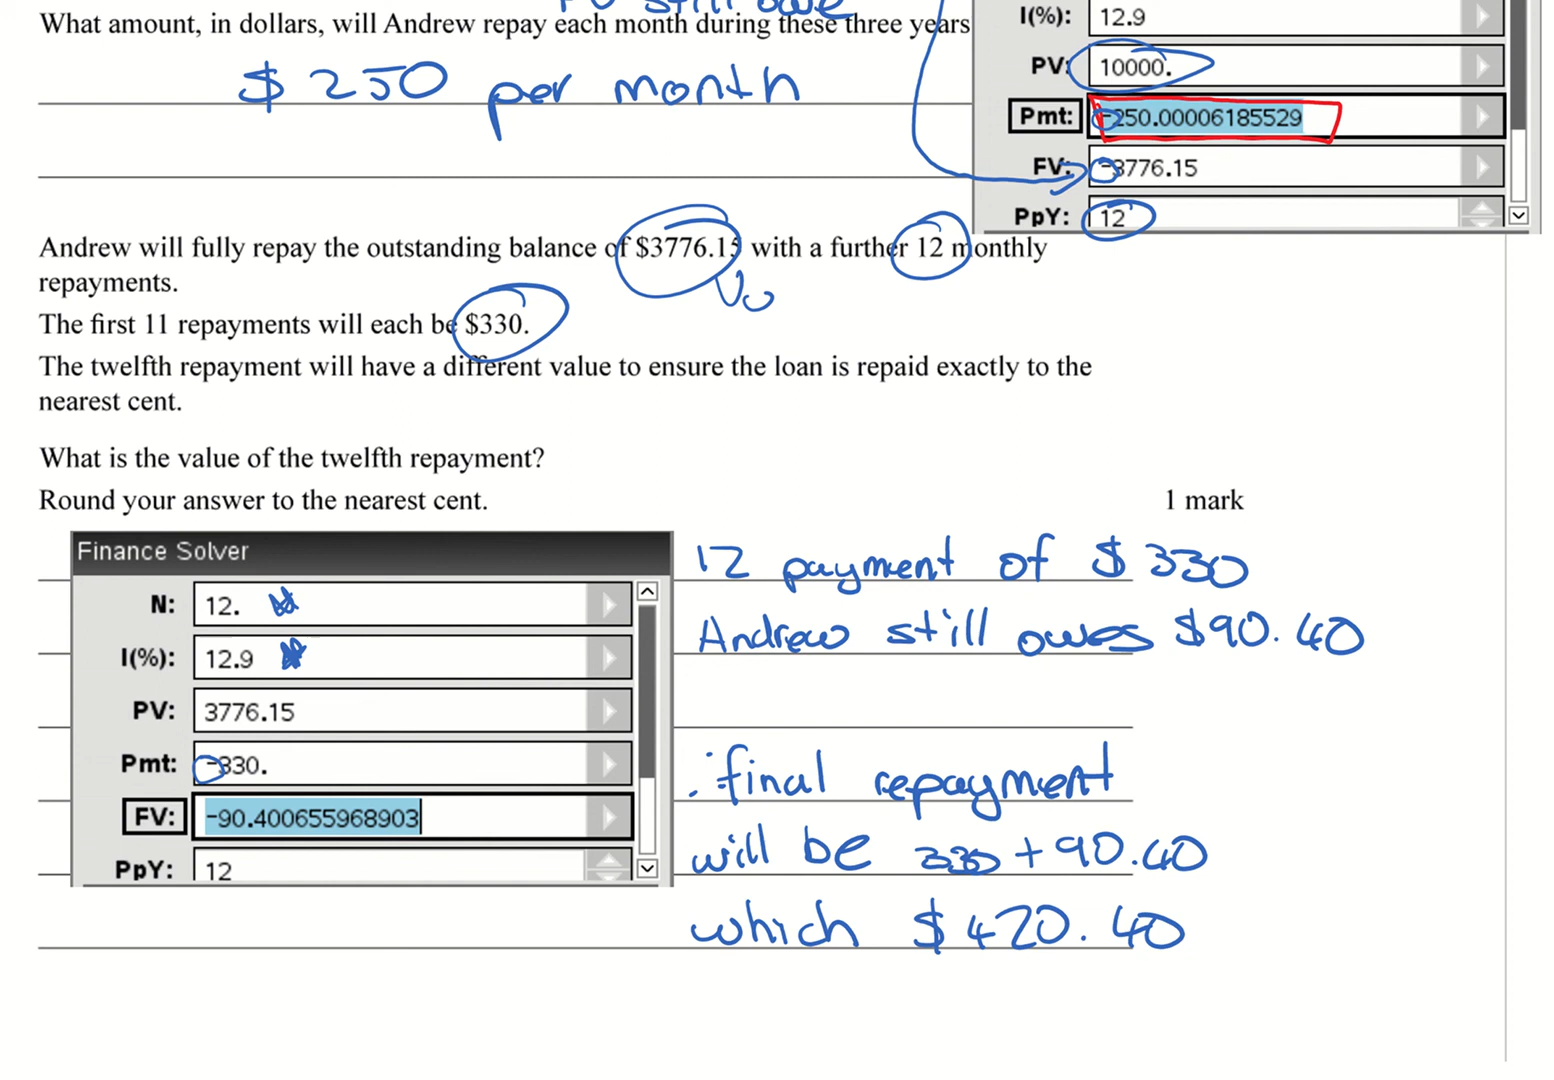 FV still owe
What amount, in dollars, will Andrew repay each month during these three years
$250 per month
I(%): 12.9
PV: 10000.
Pmt: -250.00006185529
FV: -3776.15
PpY: 12
Andrew will fully repay the outstanding balance of $3776.15 with a further 12 monthly
repayments.
V0
The first 11 repayments will each be $330.
The twelfth repayment will have a different value to ensure the loan is repaid exactly to the
nearest cent.
What is the value of the twelfth repayment?
Round your answer to the nearest cent.
1 mark
Finance Solver
N: 12.
I(%): 12.9
PV: 3776.15
Pmt: -330.
FV: -90.400655968903
PpY: 12
12 payment of $330
Andrew still owes $90.40
∴ final repayment
will be 330 + 90.40
which $420.40